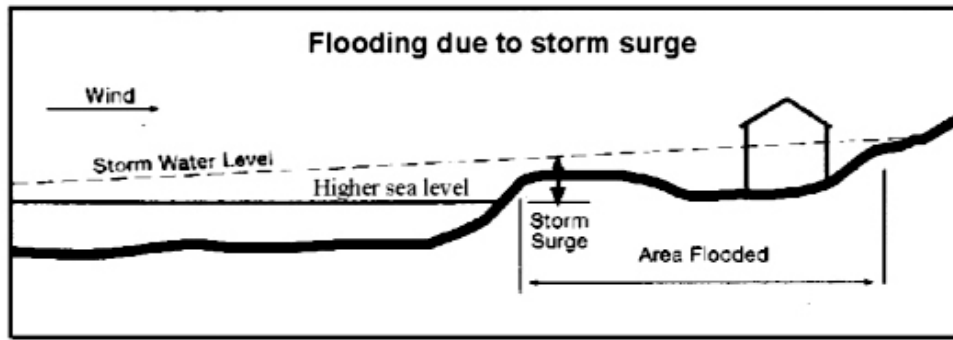 Flooding due to storm surge
Wind
Storm Water Level
Higher sea level
Storm
Surge
Area Flooded